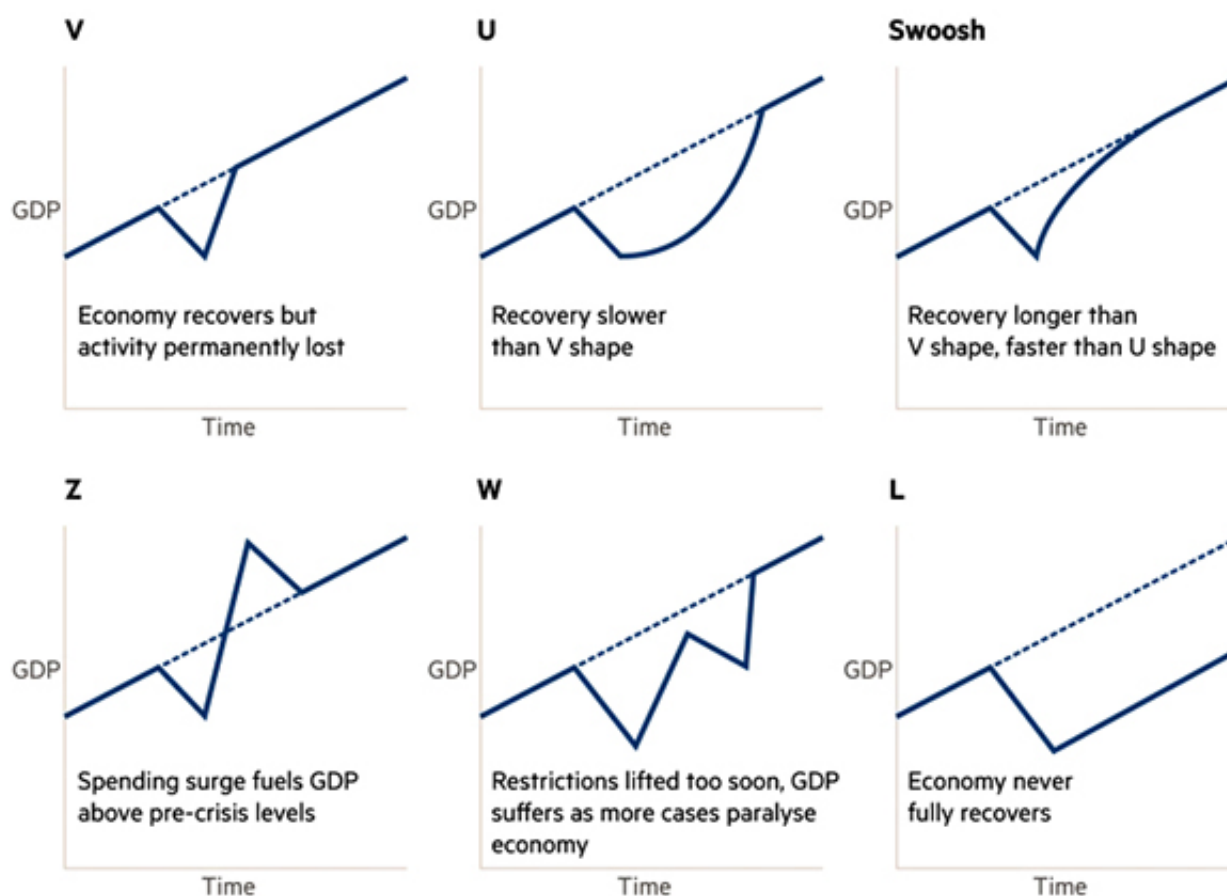 V
GDP
Economy recovers but
activity permanently lost
Time
U
GDP
Recovery slower
than V shape
Time
Swoosh
GDP
Recovery longer than
V shape, faster than U shape
Time
Z
GDP
Spending surge fuels GDP
above pre-crisis levels
Time
W
GDP
Restrictions lifted too soon, GDP
suffers as more cases paralyse
economy
Time
L
GDP
Economy never
fully recovers
Time